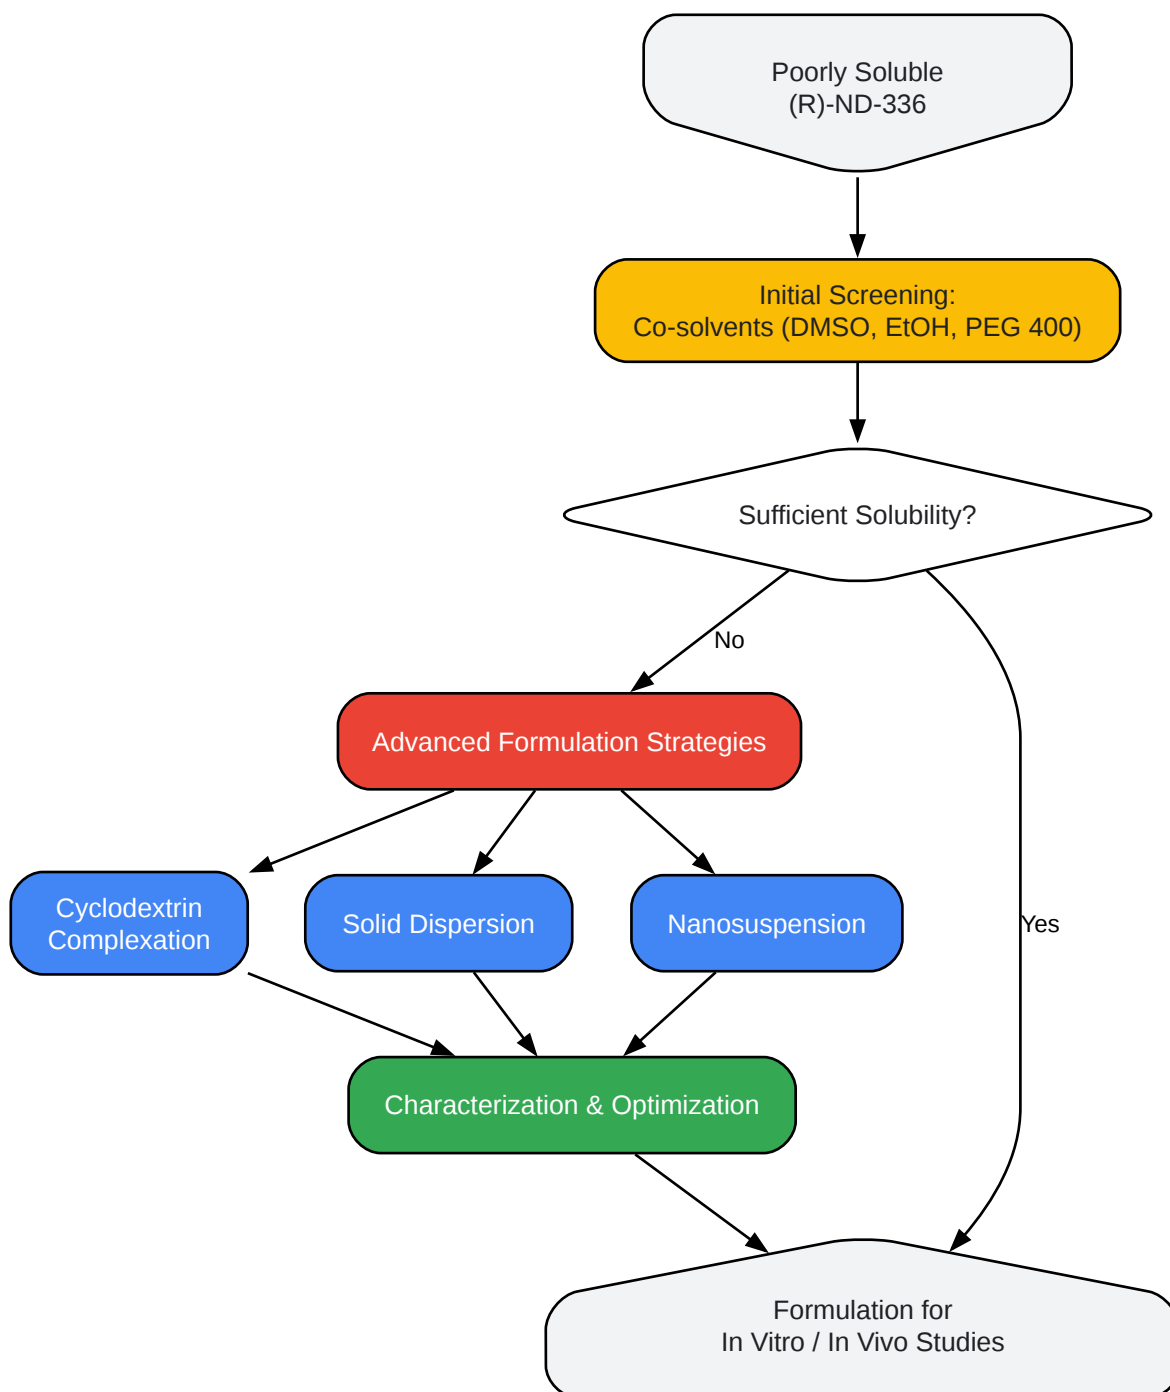 Poorly Soluble
(R)-ND-336
Initial Screening:
Co-solvents (DMSO, EtOH, PEG 400)
Sufficient Solubility?
No
Advanced Formulation Strategies
Cyclodextrin
Complexation
Solid Dispersion
Nanosuspension
Yes
Characterization & Optimization
Formulation for
In Vitro / In Vivo Studies